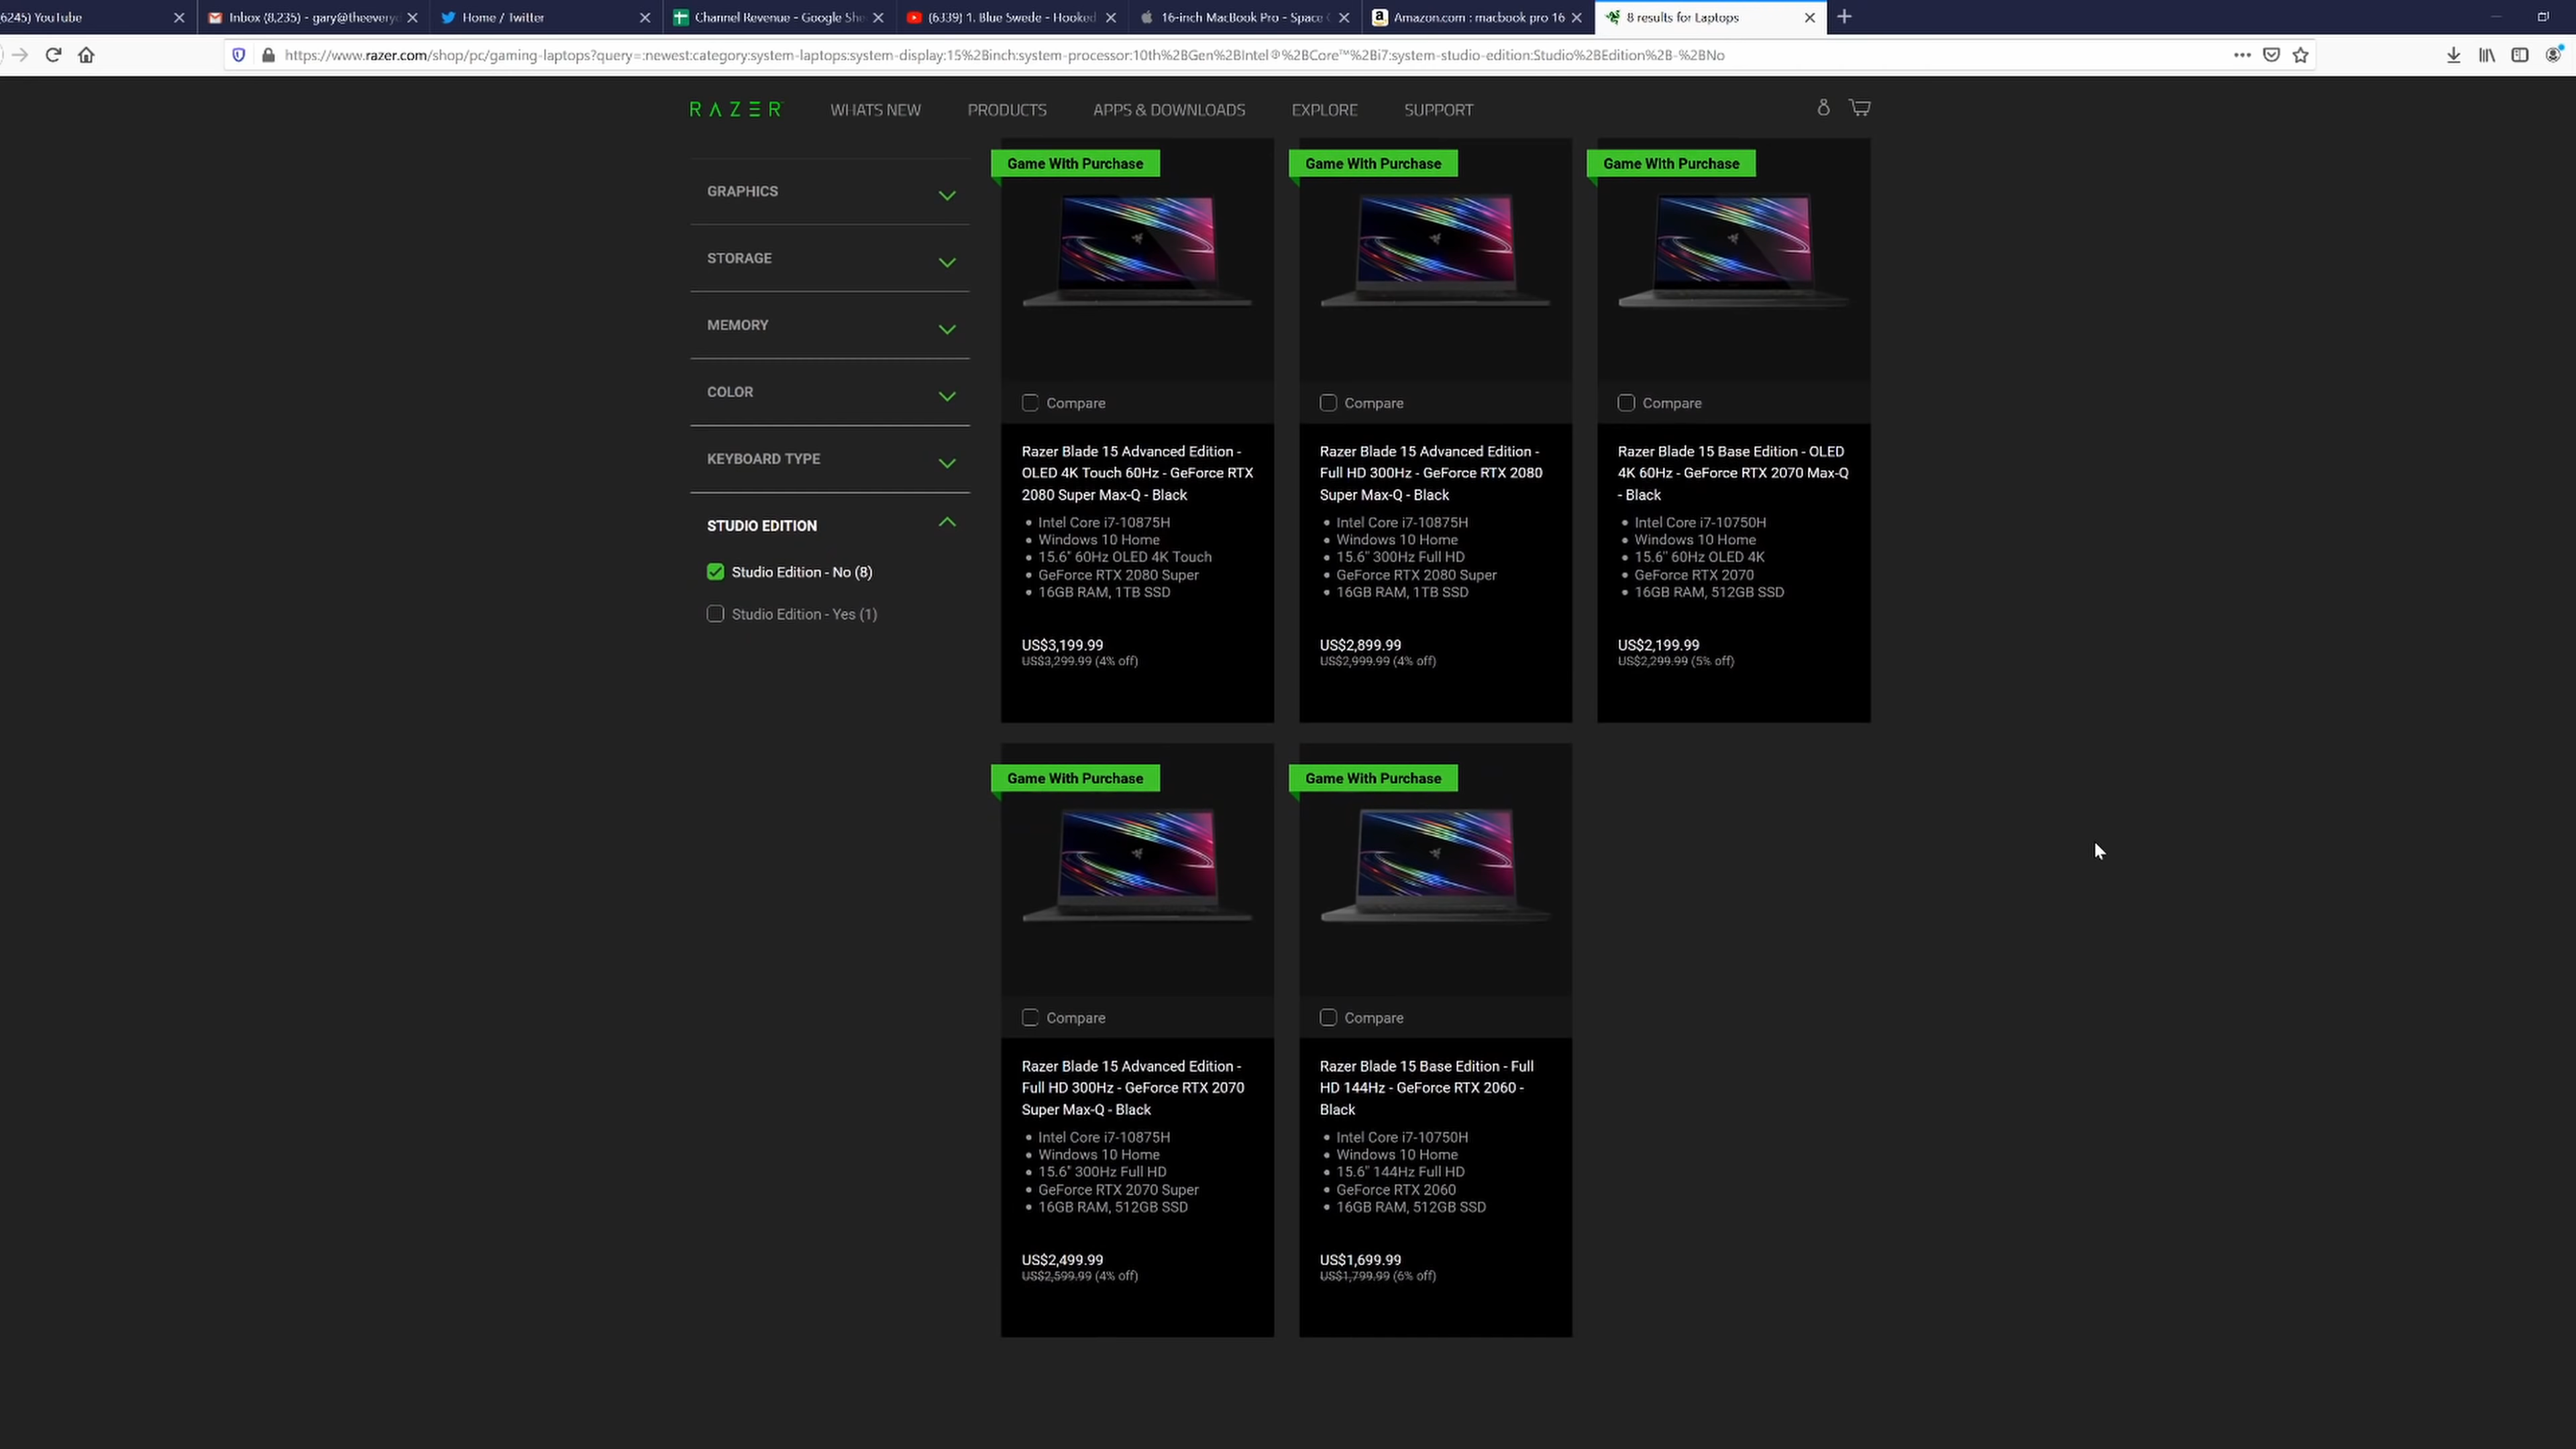 6245) YouTube
Inbox (8,235) - gary@theeveryd
Home / Twitter
Channel Revenue - Google She
(6339) 1. Blue Swede - Hooked
16-inch MacBook Pro - Space G
Amazon.com : macbook pro 16
8 results for Laptops
https://www.razer.com/shop/pc/gaming-laptops?query=:newest:category:system-laptops:system-display:15%2Binch:system-processor:10th%2BGen%2BIntel®%2BCore™%2Bi7:system-studio-edition:Studio%2BEdition%2B-%2BNo
RAZER
WHATS NEW
PRODUCTS
APPS & DOWNLOADS
EXPLORE
SUPPORT
GRAPHICS
STORAGE
MEMORY
COLOR
KEYBOARD TYPE
STUDIO EDITION
Studio Edition - No (8)
Studio Edition - Yes (1)
Game With Purchase
Compare
Razer Blade 15 Advanced Edition -
OLED 4K Touch 60Hz - GeForce RTX
2080 Super Max-Q - Black
• Intel Core i7-10875H
• Windows 10 Home
• 15.6" 60Hz OLED 4K Touch
• GeForce RTX 2080 Super
• 16GB RAM, 1TB SSD
US$3,199.99
US$3,299.99 (4% off)
Game With Purchase
Compare
Razer Blade 15 Advanced Edition -
Full HD 300Hz - GeForce RTX 2080
Super Max-Q - Black
• Intel Core i7-10875H
• Windows 10 Home
• 15.6" 300Hz Full HD
• GeForce RTX 2080 Super
• 16GB RAM, 1TB SSD
US$2,899.99
US$2,999.99 (4% off)
Game With Purchase
Compare
Razer Blade 15 Base Edition - OLED
4K 60Hz - GeForce RTX 2070 Max-Q
- Black
• Intel Core i7-10750H
• Windows 10 Home
• 15.6" 60Hz OLED 4K
• GeForce RTX 2070
• 16GB RAM, 512GB SSD
US$2,199.99
US$2,299.99 (5% off)
Game With Purchase
Compare
Razer Blade 15 Advanced Edition -
Full HD 300Hz - GeForce RTX 2070
Super Max-Q - Black
• Intel Core i7-10875H
• Windows 10 Home
• 15.6" 300Hz Full HD
• GeForce RTX 2070 Super
• 16GB RAM, 512GB SSD
US$2,499.99
US$2,599.99 (4% off)
Game With Purchase
Compare
Razer Blade 15 Base Edition - Full
HD 144Hz - GeForce RTX 2060 -
Black
• Intel Core i7-10750H
• Windows 10 Home
• 15.6" 144Hz Full HD
• GeForce RTX 2060
• 16GB RAM, 512GB SSD
US$1,699.99
US$1,799.99 (6% off)